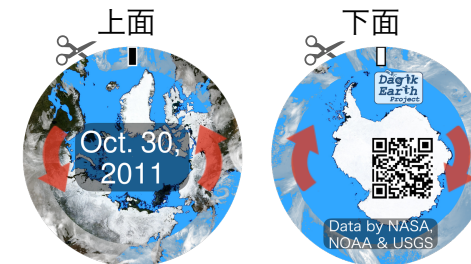 上面
下面
Oct. 30,
2011
Dagik
Earth
Project
Data by NASA,
NOAA & USGS